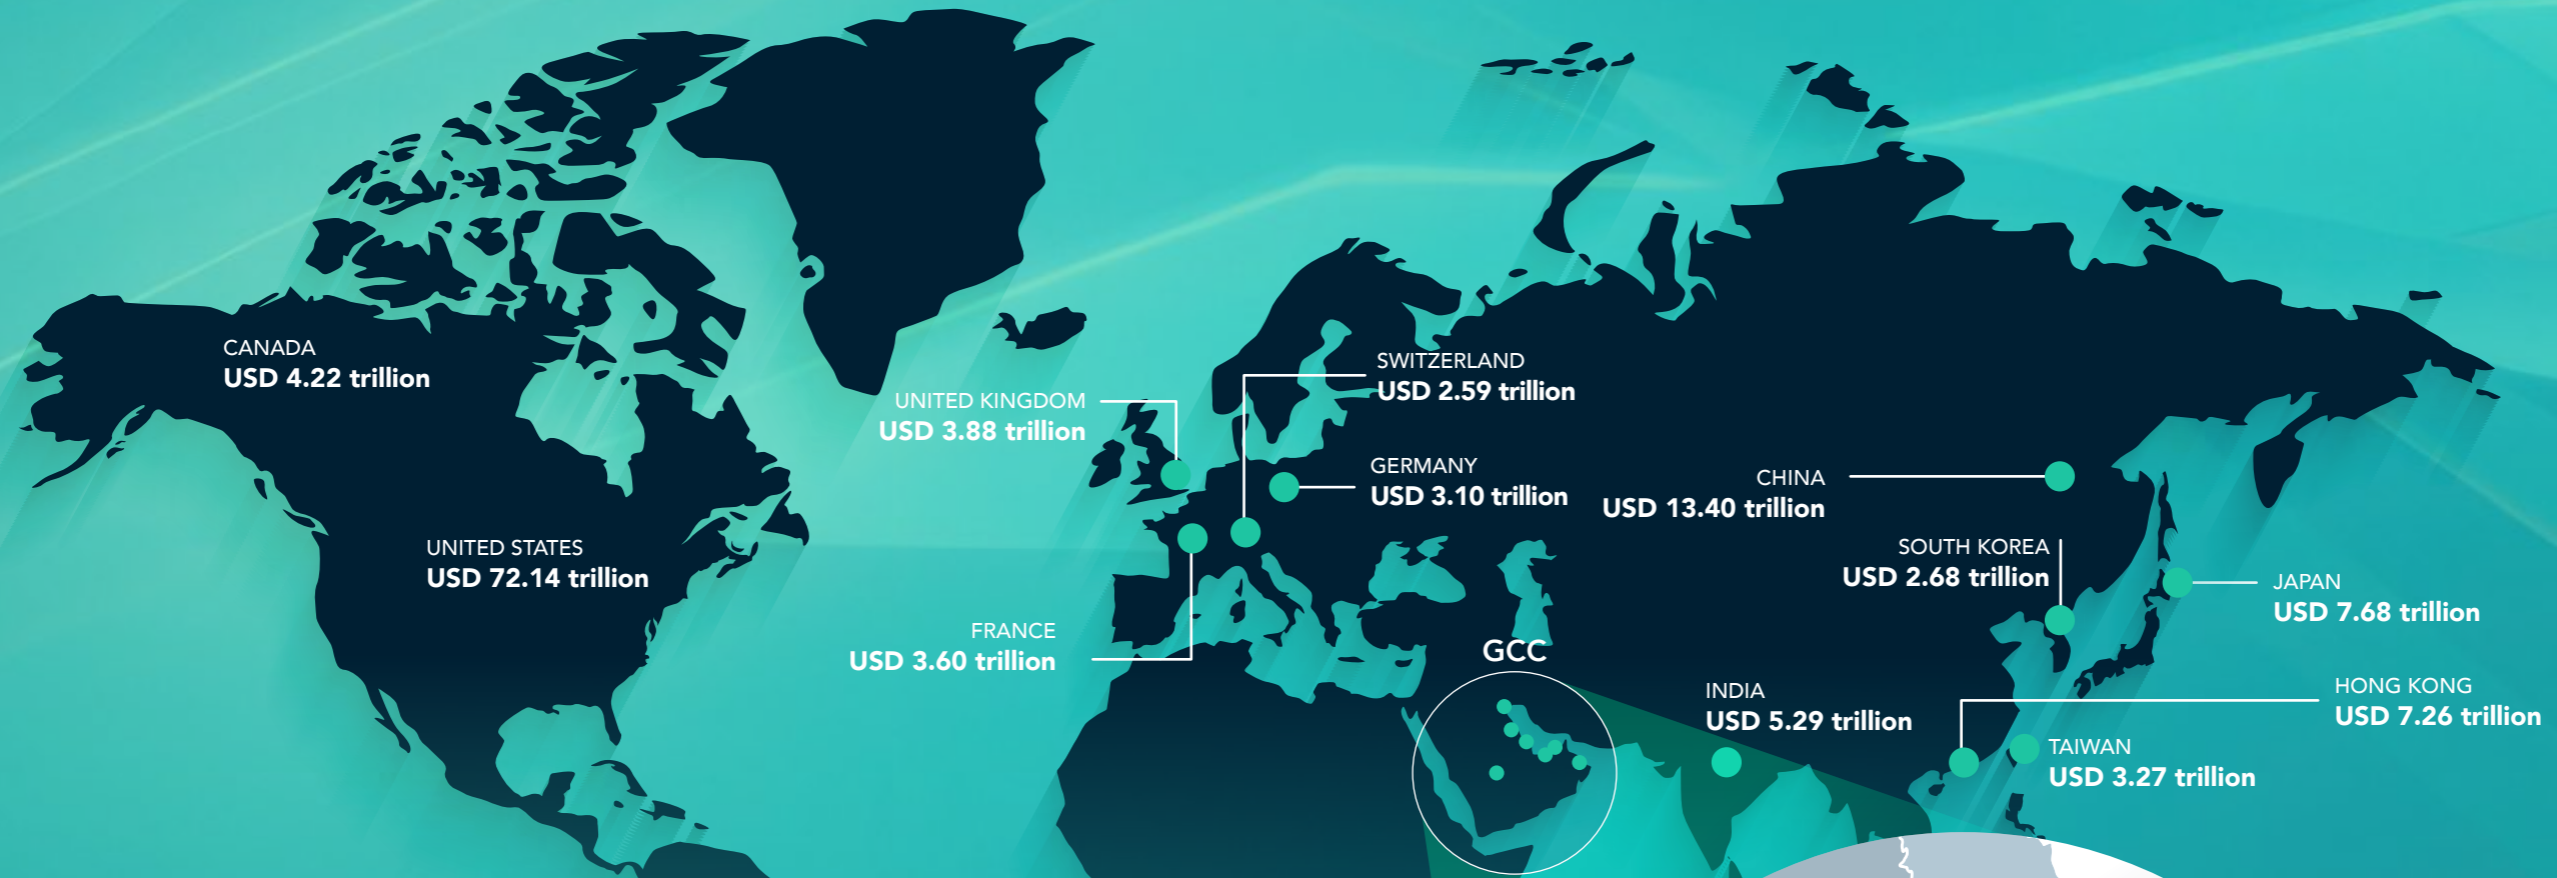 CANADA
USD 4.22 trillion
UNITED STATES
USD 72.14 trillion
UNITED KINGDOM
USD 3.88 trillion
FRANCE
USD 3.60 trillion
SWITZERLAND
USD 2.59 trillion
GERMANY
USD 3.10 trillion
CHINA
USD 13.40 trillion
SOUTH KOREA
USD 2.68 trillion
JAPAN
USD 7.68 trillion
GCC
INDIA
USD 5.29 trillion
HONG KONG
USD 7.26 trillion
TAIWAN
USD 3.27 trillion